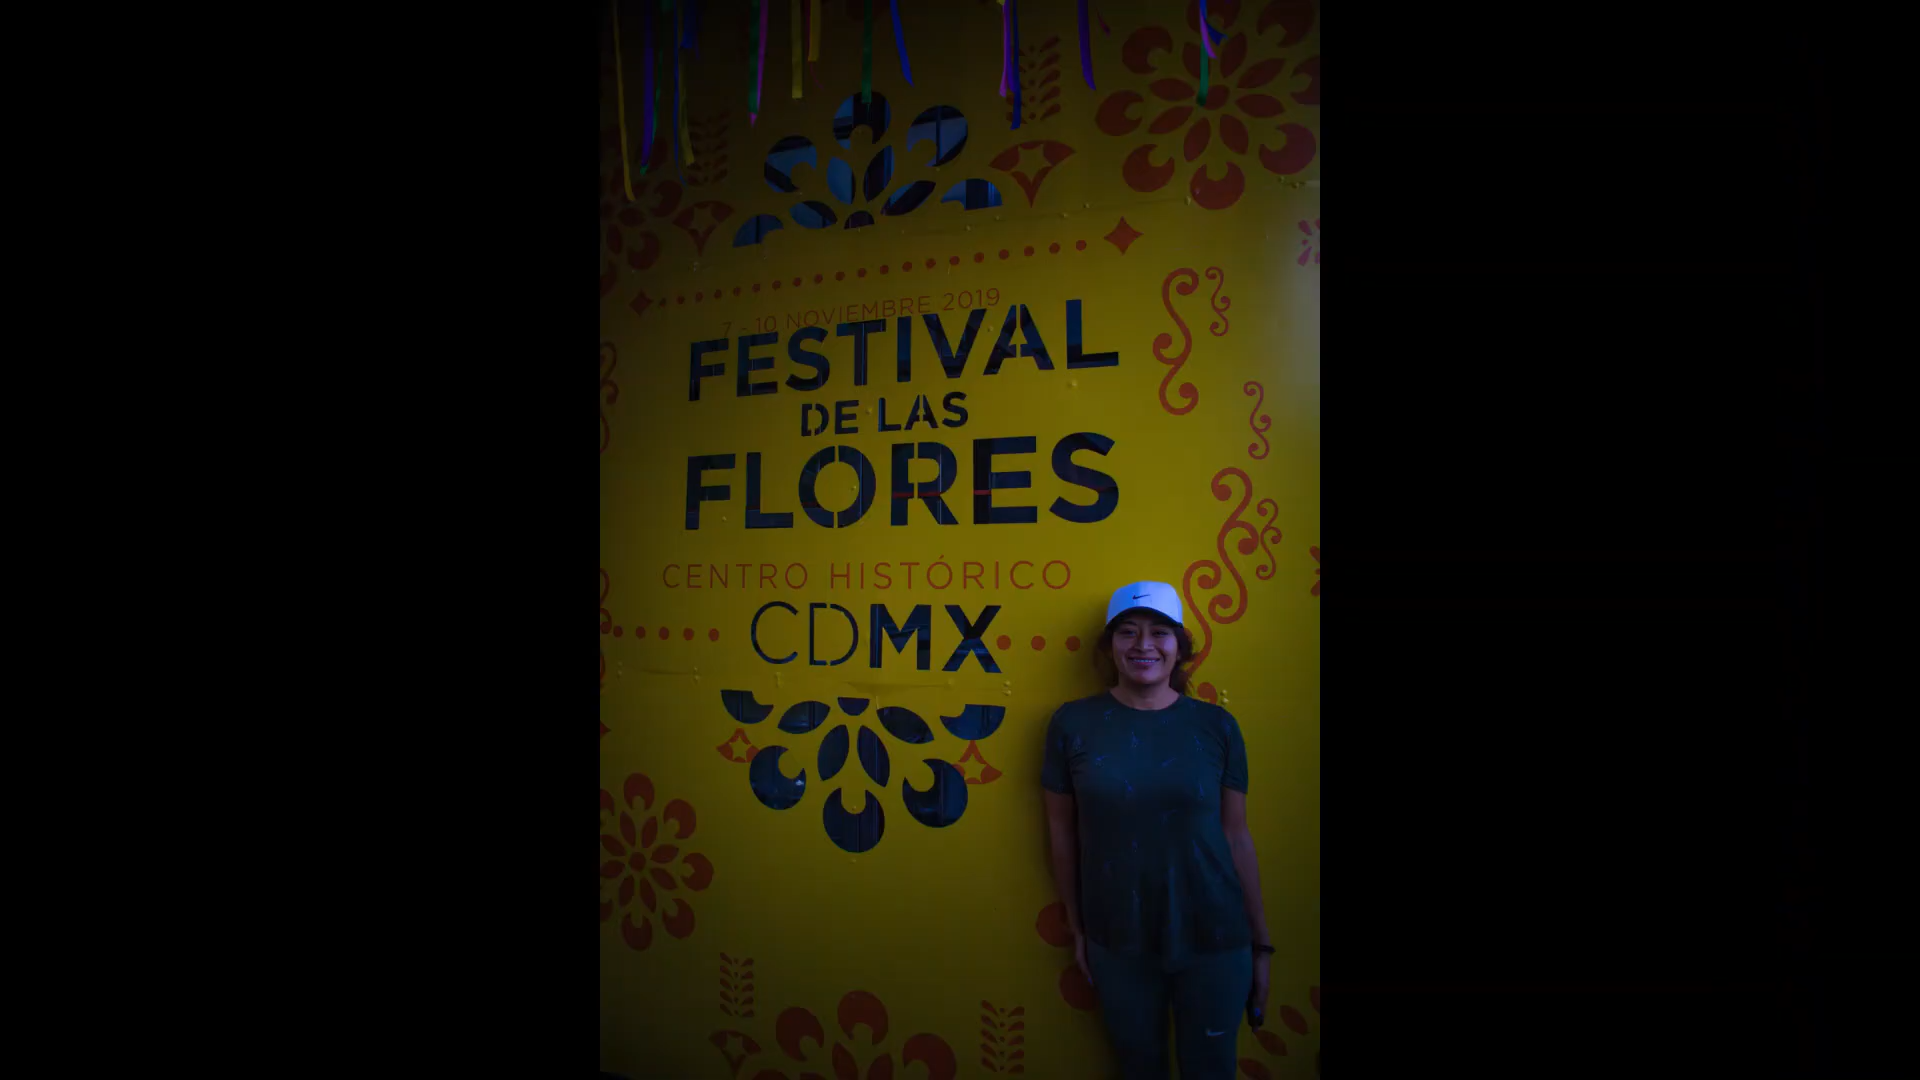 7 - 10 NOVIEMBRE 2019
FESTIVAL
DE LAS
FLORES
CENTRO HISTÓRICO
CDMX